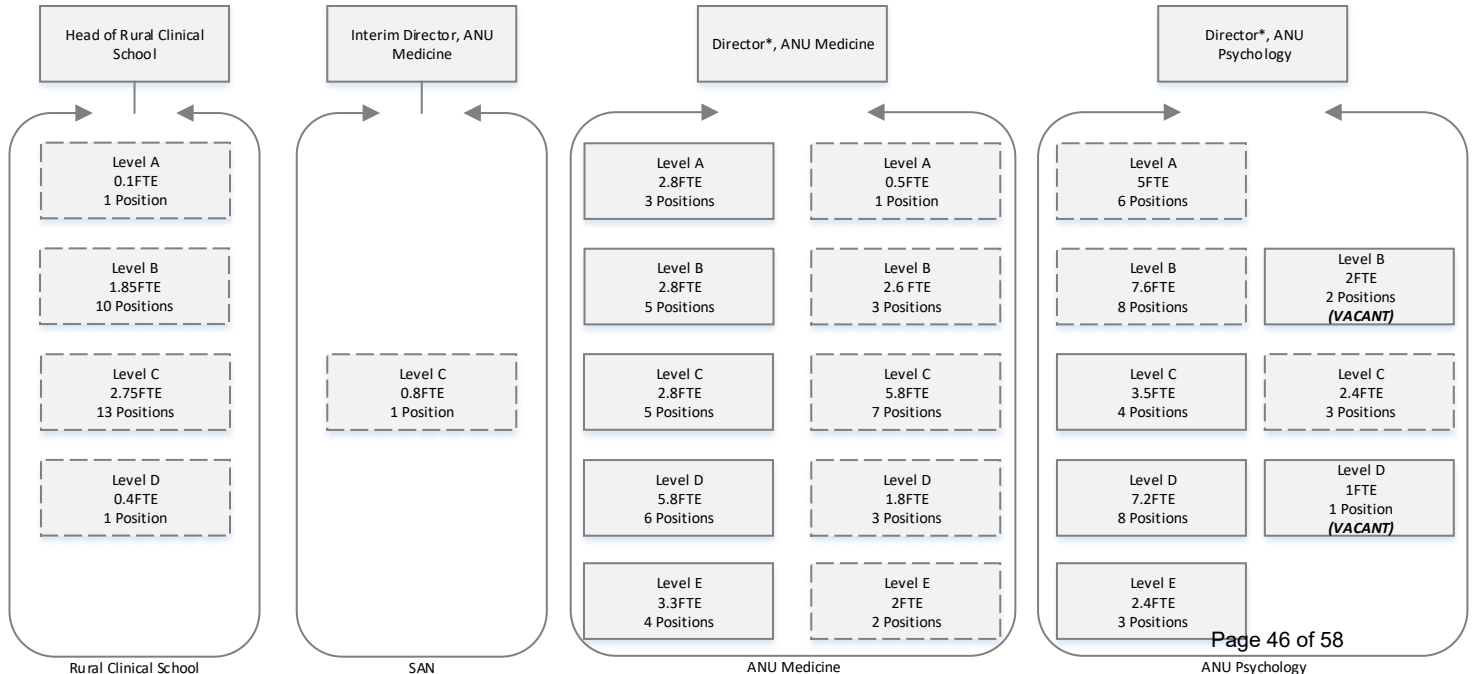 Head of Rural Clinical
School
Interim Director, ANU
Medicine
Director*, ANU Medicine
Director*, ANU
Psychology
Level A
0.1FTE
1 Position
Level B
1.85FTE
10 Positions
Level C
2.75FTE
13 Positions
Level D
0.4FTE
1 Position
Rural Clinical School
Level C
0.8FTE
1 Position
SAN
Level A
2.8FTE
3 Positions
Level A
0.5FTE
1 Position
Level B
2.8FTE
5 Positions
Level B
2.6 FTE
3 Positions
Level C
2.8FTE
5 Positions
Level C
5.8FTE
7 Positions
Level D
5.8FTE
6 Positions
Level D
1.8FTE
3 Positions
Level E
3.3FTE
4 Positions
Level E
2FTE
2 Positions
ANU Medicine
Level A
5FTE
6 Positions
Level B
7.6FTE
8 Positions
Level B
2FTE
2 Positions
(VACANT)
Level C
3.5FTE
4 Positions
Level C
2.4FTE
3 Positions
Level D
7.2FTE
8 Positions
Level D
1FTE
1 Position
(VACANT)
Level E
2.4FTE
3 Positions
Page 46 of 58
ANU Psychology